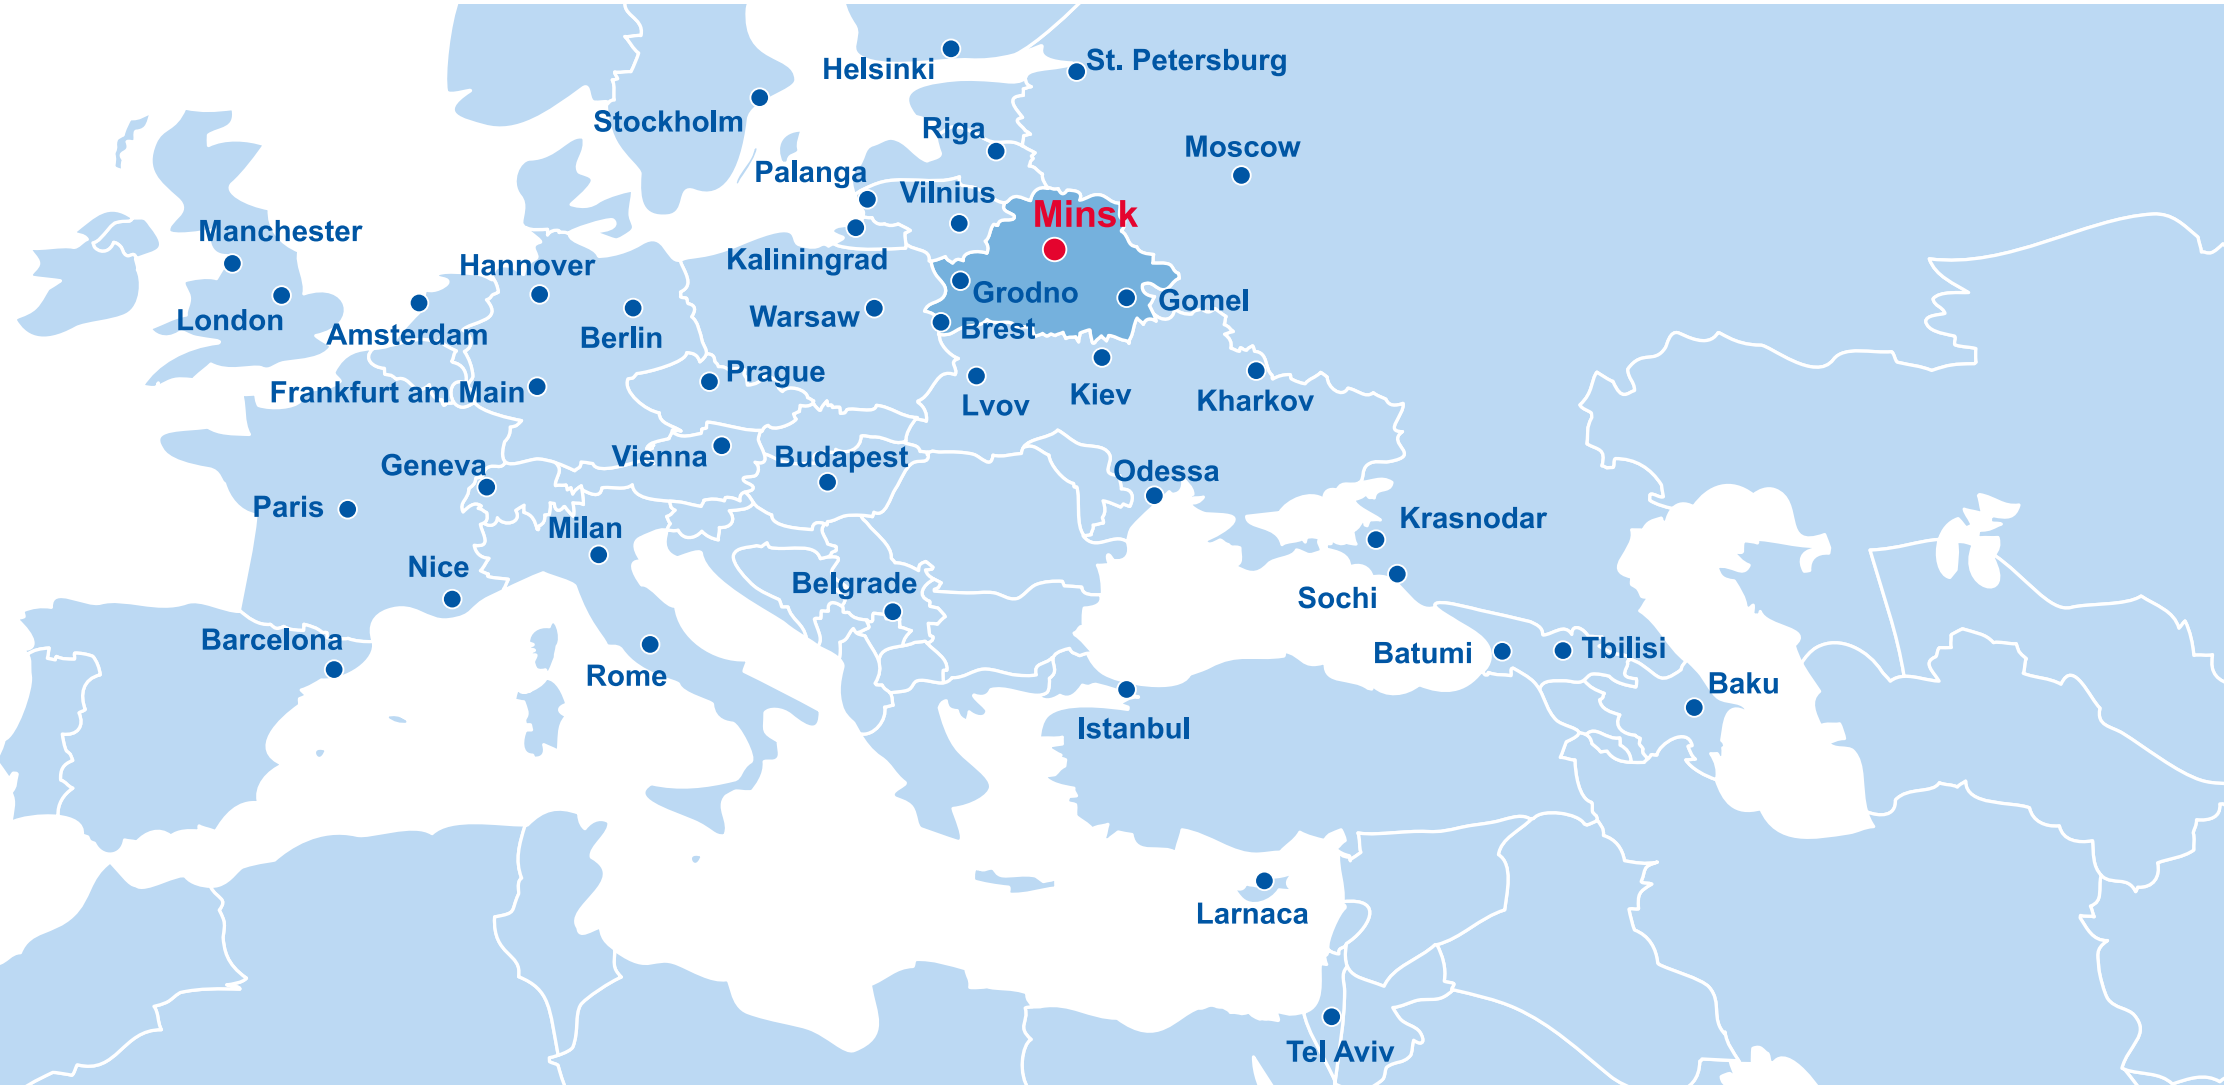 Helsinki
St. Petersburg
Stockholm
Riga
Moscow
Palanga
Vilnius
Minsk
Manchester
Kaliningrad
Hannover
Grodno
Gomel
London
Warsaw
Amsterdam
Berlin
Brest
Prague
Frankfurt am Main
Kiev
Lvov
Kharkov
Geneva
Vienna
Budapest
Odessa
Paris
Milan
Krasnodar
Nice
Belgrade
Sochi
Barcelona
Batumi
Tbilisi
Rome
Baku
Istanbul
Larnaca
Tel Aviv